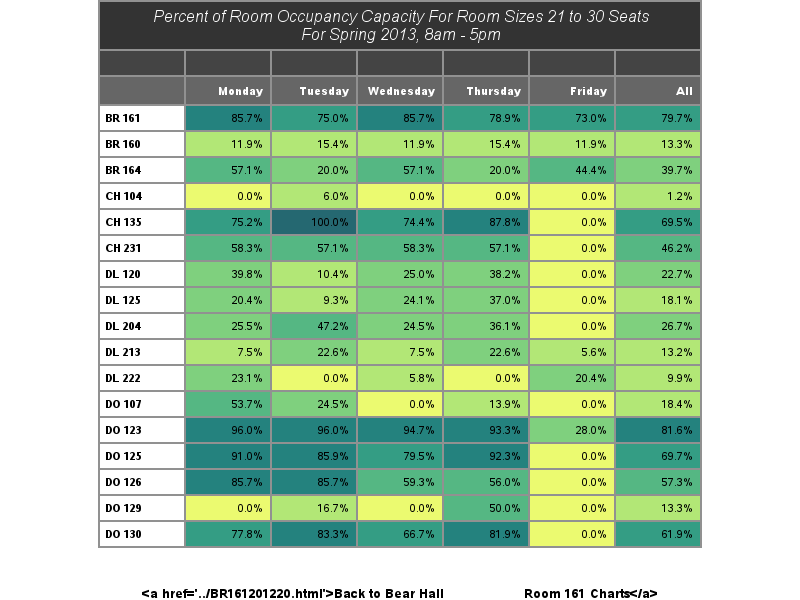 Percent of Room Occupancy Capacity For Room Sizes 21 to 30 Seats
For Spring 2013, 8am - 5pm
Monday Tuesday Wednesday Thursday Friday All
BR 161 85.7% 75.0% 85.7% 78.9% 73.0% 79.7%
BR 160 11.9% 15.4% 11.9% 15.4% 11.9% 13.3%
BR 164 57.1% 20.0% 57.1% 20.0% 44.4% 39.7%
CH 104 0.0% 6.0% 0.0% 0.0% 0.0% 1.2%
CH 135 75.2% 100.0% 74.4% 87.8% 0.0% 69.5%
CH 231 58.3% 57.1% 58.3% 57.1% 0.0% 46.2%
DL 120 39.8% 10.4% 25.0% 38.2% 0.0% 22.7%
DL 125 20.4% 9.3% 24.1% 37.0% 0.0% 18.1%
DL 204 25.5% 47.2% 24.5% 36.1% 0.0% 26.7%
DL 213 7.5% 22.6% 7.5% 22.6% 5.6% 13.2%
DL 222 23.1% 0.0% 5.8% 0.0% 20.4% 9.9%
DO 107 53.7% 24.5% 0.0% 13.9% 0.0% 18.4%
DO 123 96.0% 96.0% 94.7% 93.3% 28.0% 81.6%
DO 125 91.0% 85.9% 79.5% 92.3% 0.0% 69.7%
DO 126 85.7% 85.7% 59.3% 56.0% 0.0% 57.3%
DO 129 0.0% 16.7% 0.0% 50.0% 0.0% 13.3%
DO 130 77.8% 83.3% 66.7% 81.9% 0.0% 61.9%
<a href='../BR161201220.html'>Back to Bear Hall Room 161 Charts</a>